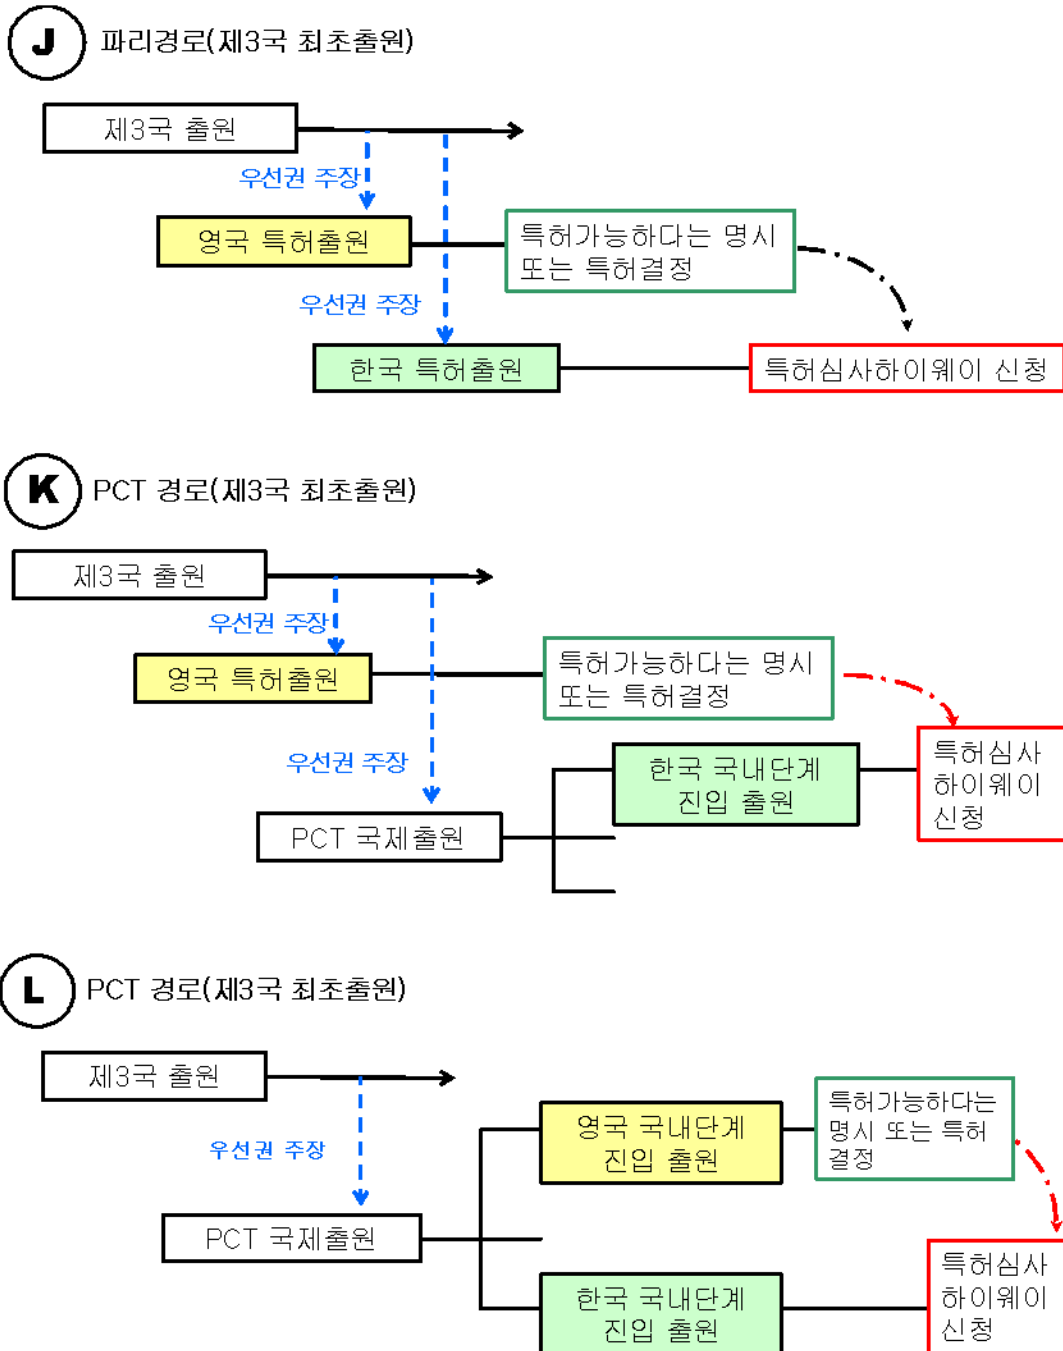 J 파리경로(제3국 최초출원)
제3국 출원
우선권 주장
영국 특허출원
특허가능하다는 명시
또는 특허결정
우선권 주장
한국 특허출원
특허심사하이웨이 신청
K PCT 경로(제3국 최초출원)
제3국 출원
우선권 주장
영국 특허출원
특허가능하다는 명시
또는 특허결정
우선권 주장
한국 국내단계
진입 출원
특허심사
하이웨이
신청
PCT 국제출원
L PCT 경로(제3국 최초출원)
제3국 출원
우선권 주장
영국 국내단계
진입 출원
특허가능하다는
명시 또는 특허
결정
PCT 국제출원
한국 국내단계
진입 출원
특허심사
하이웨이
신청